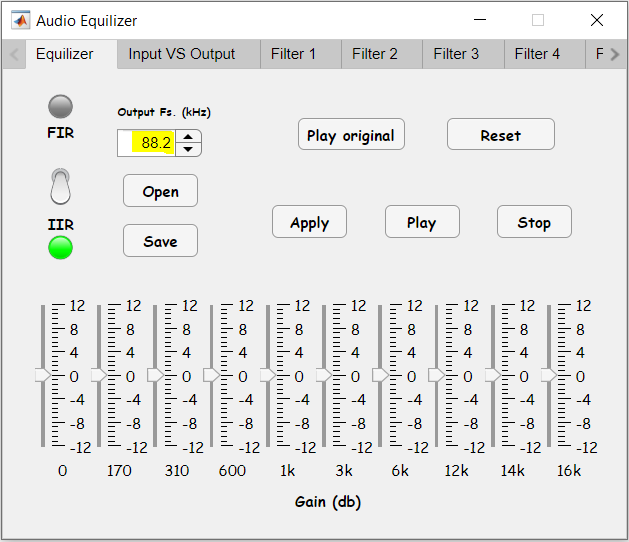 Audio Equilizer
Equilizer Input VS Output Filter 1 Filter 2 Filter 3 Filter 4 F
FIR
Output Fs. (kHz)
88.2
Play original Reset
Open
IIR
Apply Play Stop
Save
12 12 12 12 12 12 12 12 12 12
8 8 8 8 8 8 8 8 8 8
4 4 4 4 4 4 4 4 4 4
0 0 0 0 0 0 0 0 0 0
-4 -4 -4 -4 -4 -4 -4 -4 -4 -4
-8 -8 -8 -8 -8 -8 -8 -8 -8 -8
-12 -12 -12 -12 -12 -12 -12 -12 -12 -12
0 170 310 600 1k 3k 6k 12k 14k 16k
Gain (db)